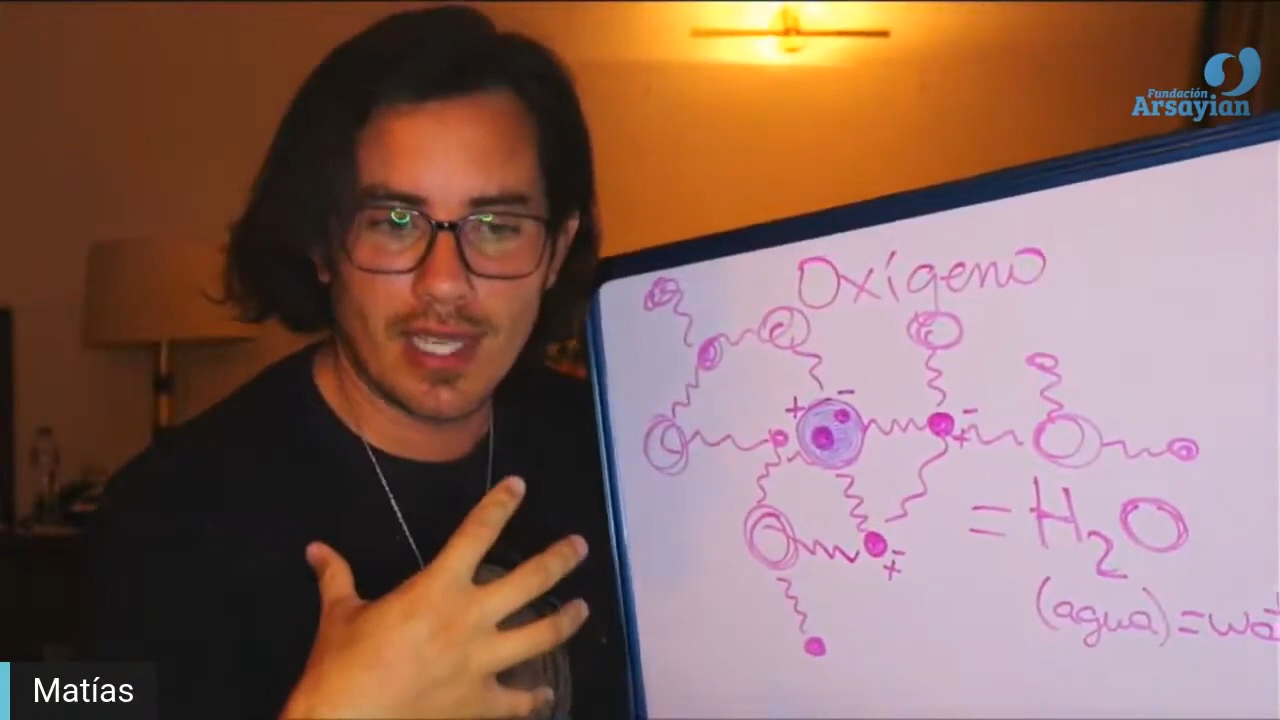 Fundación
Arsayian
Oxígeno
+ -
-
+
= H₂O
-
+
(agua) = wa
Matías